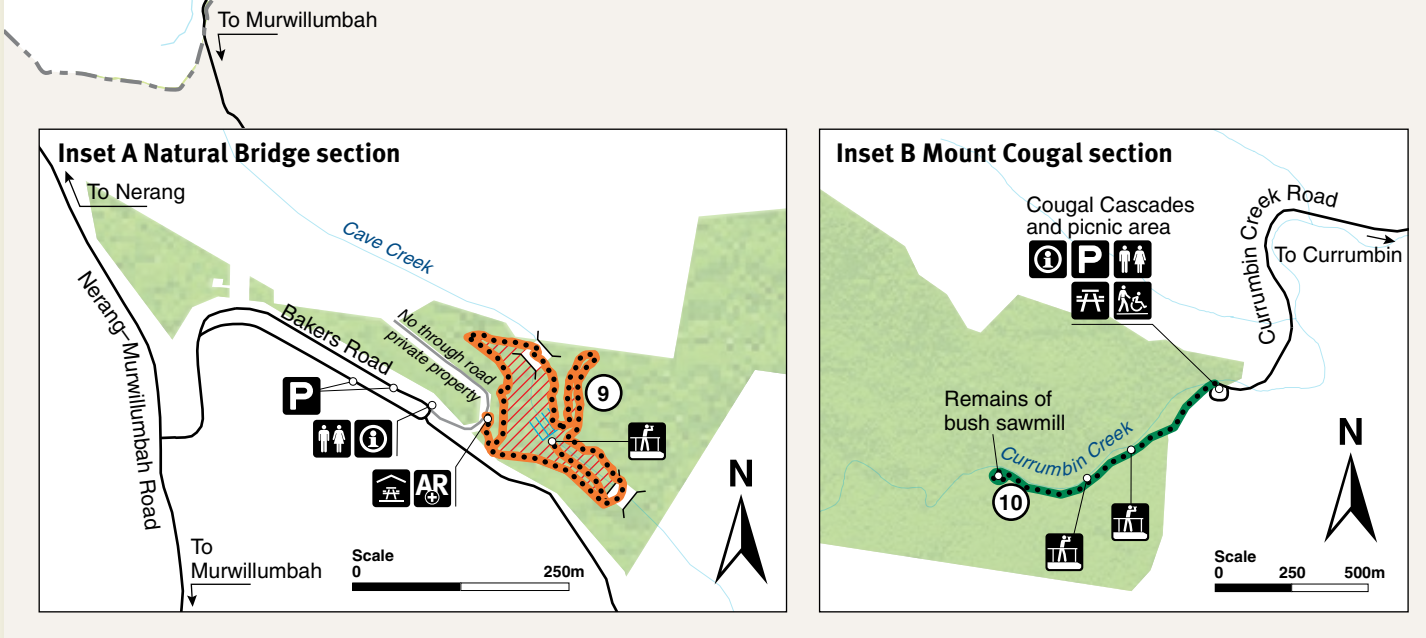 To Murwillumbah
Inset A Natural Bridge section
To Nerang
Cave Creek
Nerang–Murwillumbah Road
Bakers Road
No through road
private property
P
9
AR
To
Murwillumbah
Scale
0 250m
N
Inset B Mount Cougal section
Cougal Cascades
and picnic area
P
Currumbin Creek Road
To Currumbin
Remains of
bush sawmill
Currumbin Creek
10
N
Scale
0 250 500m